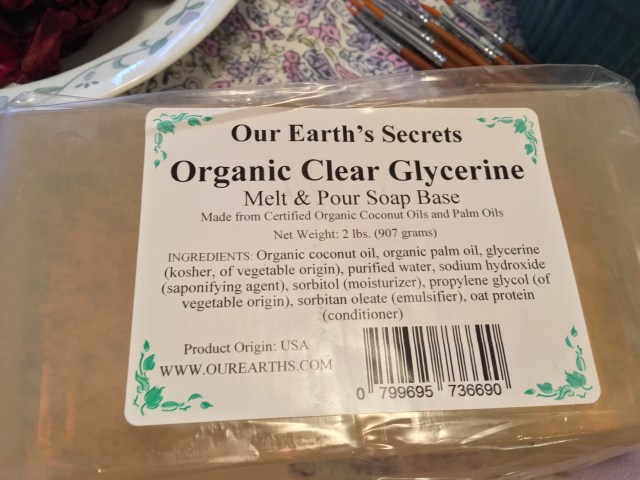 Our Earth's Secrets
Organic Clear Glycerine
Melt & Pour Soap Base
Made from Certified Organic Coconut Oils and Palm Oils
Net Weight: 2 lbs. (907 grams)
INGREDIENTS: Organic coconut oil, organic palm oil, glycerine
(kosher, of vegetable origin), purified water, sodium hydroxide
(saponifying agent), sorbitol (moisturizer), propylene glycol (of
vegetable origin), sorbitan oleate (emulsifier), oat protein
(conditioner)
Product Origin: USA
WWW.OUREARTHS.COM
0 799695 736690